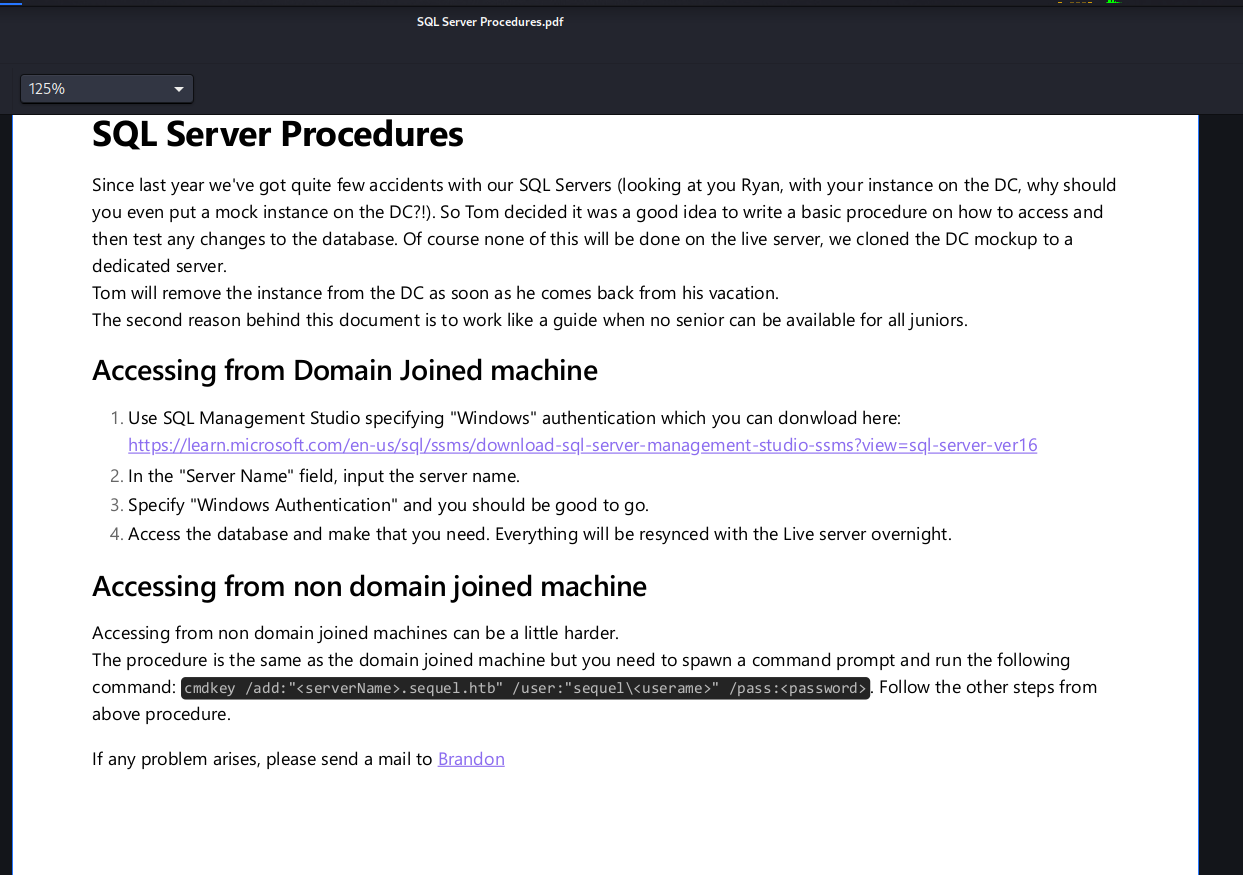 SQL Server Procedures.pdf
125%
SQL Server Procedures
Since last year we've got quite few accidents with our SQL Servers (looking at you Ryan, with your instance on the DC, why should
you even put a mock instance on the DC?!). So Tom decided it was a good idea to write a basic procedure on how to access and
then test any changes to the database. Of course none of this will be done on the live server, we cloned the DC mockup to a
dedicated server.
Tom will remove the instance from the DC as soon as he comes back from his vacation.
The second reason behind this document is to work like a guide when no senior can be available for all juniors.
Accessing from Domain Joined machine
1. Use SQL Management Studio specifying "Windows" authentication which you can donwload here:
https://learn.microsoft.com/en-us/sql/ssms/download-sql-server-management-studio-ssms?view=sql-server-ver16
2. In the "Server Name" field, input the server name.
3. Specify "Windows Authentication" and you should be good to go.
4. Access the database and make that you need. Everything will be resynced with the Live server overnight.
Accessing from non domain joined machine
Accessing from non domain joined machines can be a little harder.
The procedure is the same as the domain joined machine but you need to spawn a command prompt and run the following
command: cmdkey /add:"<serverName>.sequel.htb" /user:"sequel\<userame>" /pass:<password>. Follow the other steps from
above procedure.
If any problem arises, please send a mail to Brandon